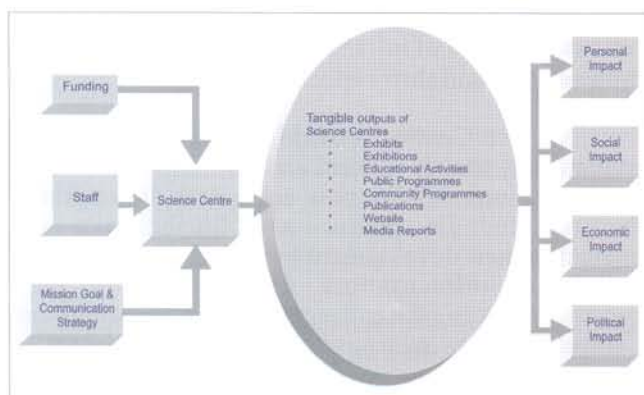 Funding
Staff
Mission Goal &
Communication
Strategy
Science Centre
Tangible outputs of
Science Centres
• Exhibits
• Exhibitions
• Educational Activities
• Public Programmes
• Community Programmes
• Publications
• Website
• Media Reports
Personal
Impact
Social
Impact
Economic
Impact
Political
Impact